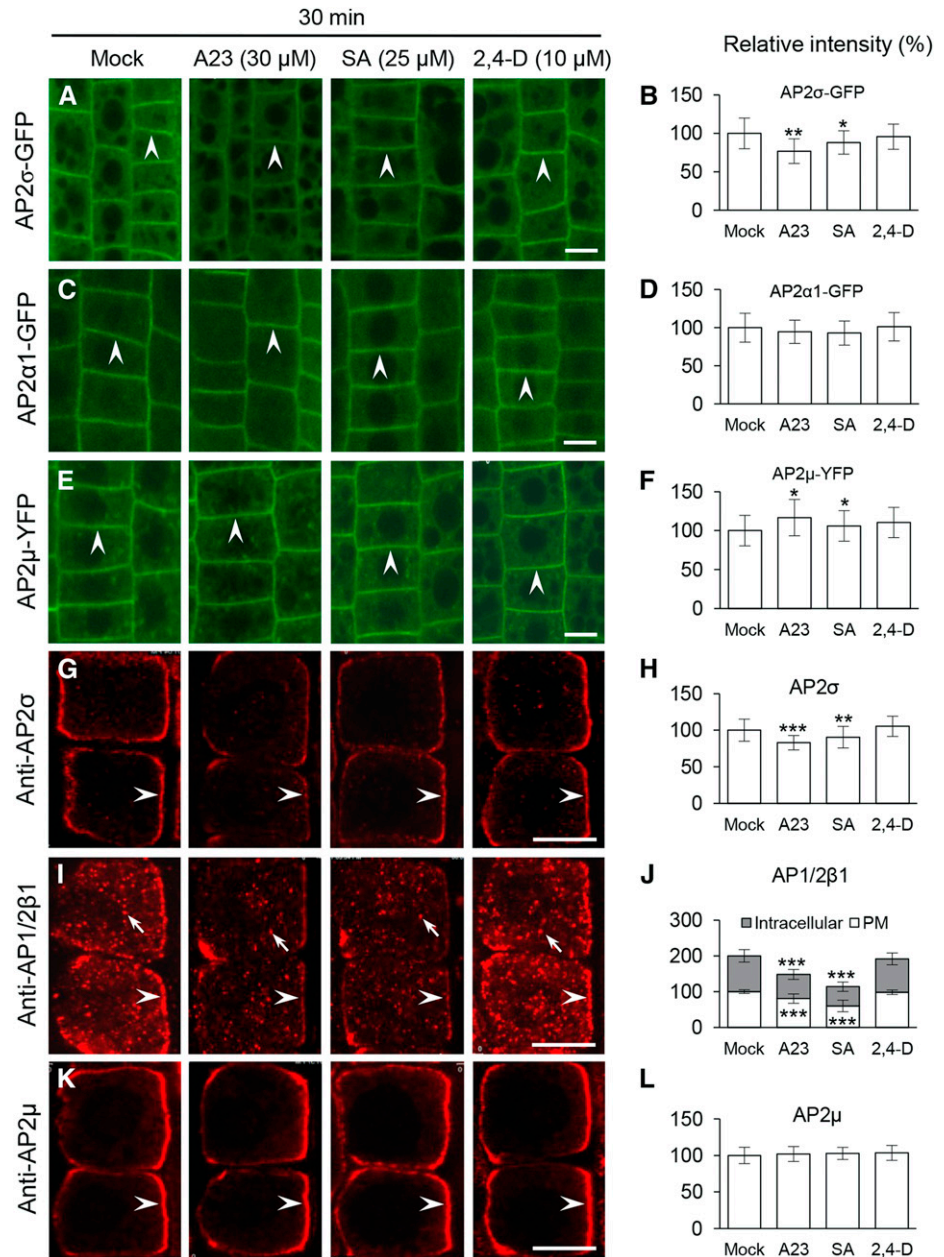 30 min
Mock A23 (30 µM) SA (25 µM) 2,4-D (10 µM) Relative intensity (%)
A
AP2σ-GFP
B
AP2σ-GFP
150
100
50
0
** *
Mock A23 SA 2,4-D
C
AP2α1-GFP
D
AP2α1-GFP
150
100
50
0
Mock A23 SA 2,4-D
E
AP2µ-YFP
F
AP2µ-YFP
150
100
50
0
* *
Mock A23 SA 2,4-D
G
Anti-AP2σ
H
AP2σ
150
100
50
0
*** **
Mock A23 SA 2,4-D
I
Anti-AP1/2β1
J
AP1/2β1
Intracellular PM
300
200
100
0
*** ***
*** ***
Mock A23 SA 2,4-D
K
Anti-AP2µ
L
AP2µ
150
100
50
0
Mock A23 SA 2,4-D